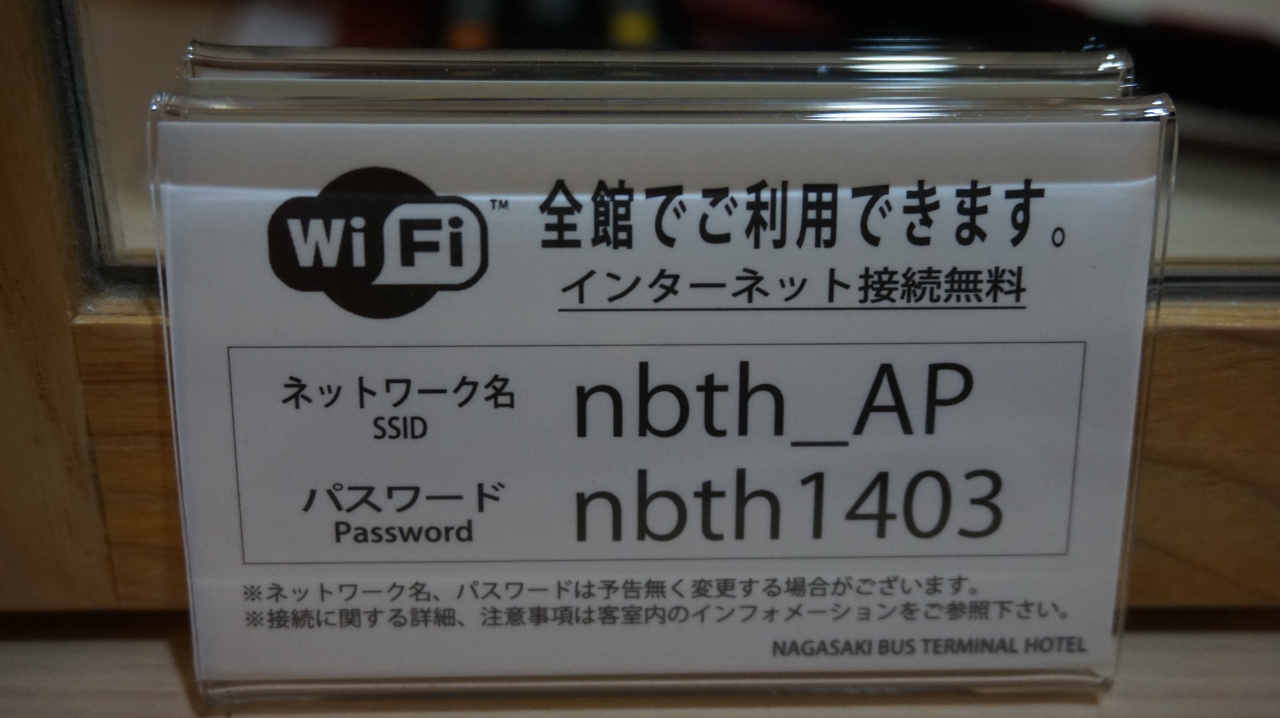 WiFi™
全館でご利用できます。
インターネット接続無料
ネットワーク名
SSID
nbth_AP
パスワード
Password
nbth1403
※ネットワーク名、パスワードは予告無く変更する場合がございます。
※接続に関する詳細、注意事項は客室内のインフォメーションをご参照下さい。
NAGASAKI BUS TERMINAL HOTEL